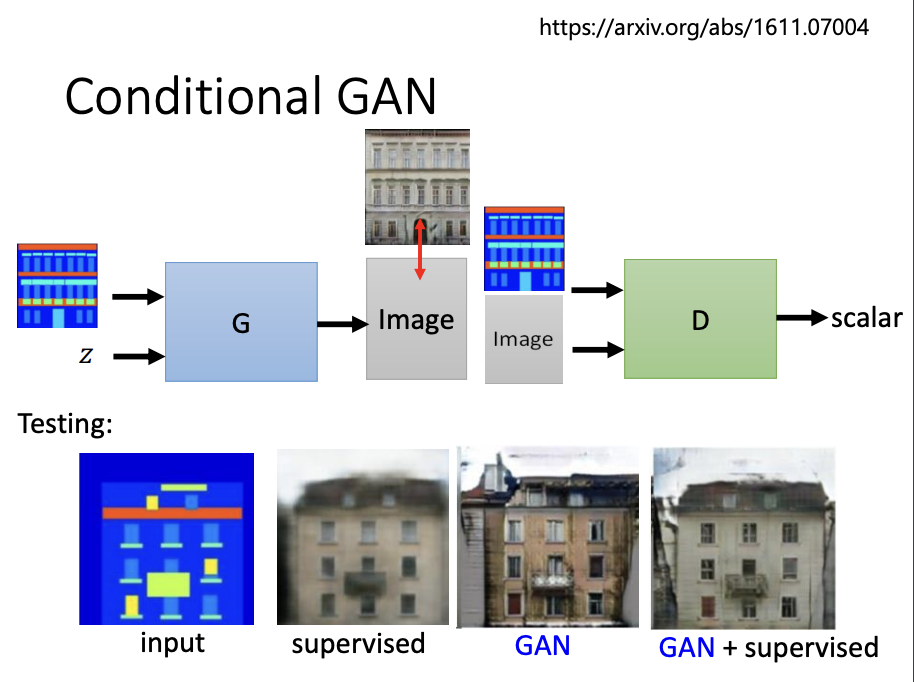 https://arxiv.org/abs/1611.07004
Conditional GAN
G
Image
Image
D
scalar
z
Testing:
input
supervised
GAN
GAN + supervised